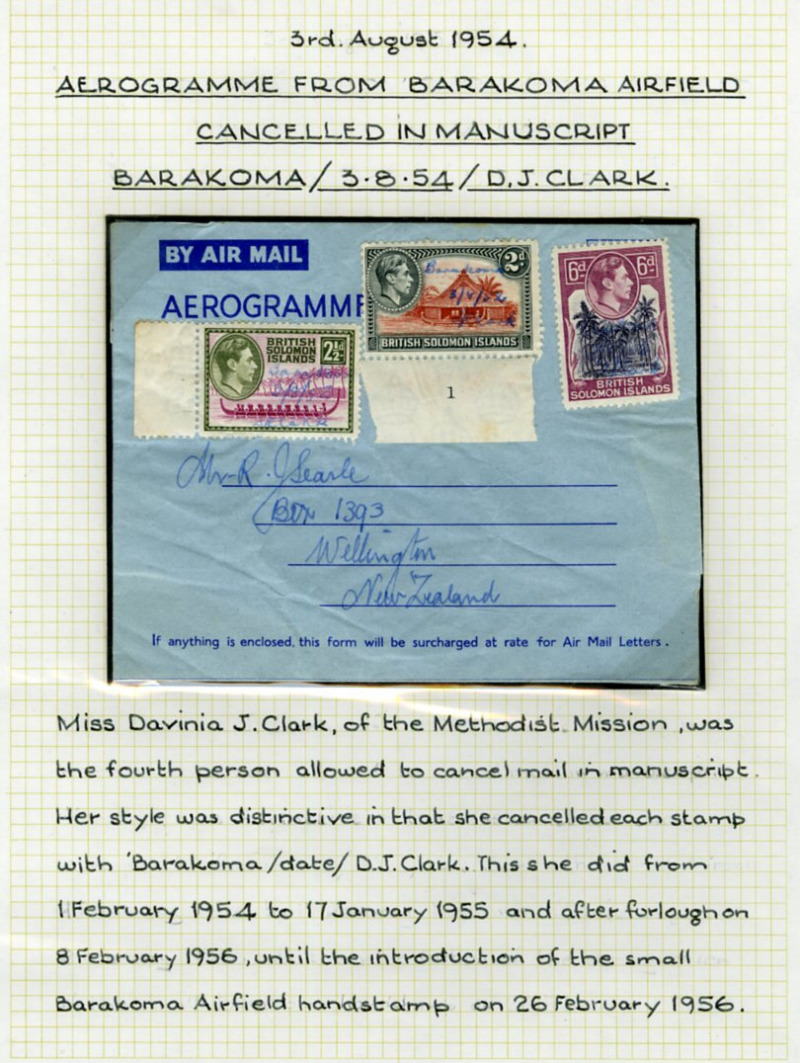 3rd. August 1954.
AEROGRAMME FROM BARAKOMA AIRFIELD
CANCELLED IN MANUSCRIPT
BARAKOMA / 3·8·54 / D.J. CLARK.
BY AIR MAIL
AEROGRAMME
2d.
Barakoma
BRITISH SOLOMON ISLANDS
1
6d. 6d.
BRITISH
SOLOMON ISLANDS
BRITISH
SOLOMON
ISLANDS
2½d.
Mr R. J Searle
Box 1393
Wellington
New Zealand
If anything is enclosed, this form will be surcharged at rate for Air Mail Letters.
Miss Davinia J. Clark, of the Methodist Mission, was
the fourth person allowed to cancel mail in manuscript.
Her style was distinctive in that she cancelled each stamp
with 'Barakoma /date/ D.J. Clark. This she did from
1 February 1954 to 17 January 1955 and after furlough on
8 February 1956, until the introduction of the small
Barakoma Airfield handstamp on 26 February 1956.